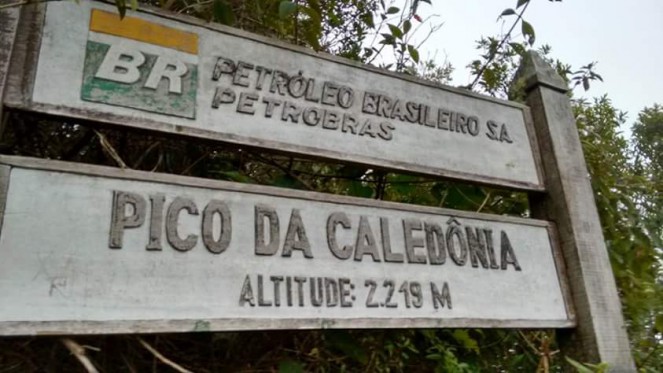 BR
PETRÓLEO BRASILEIRO S.A.
PETROBRAS
PICO DA CALEDÔNIA
ALTITUDE: 2.219 M